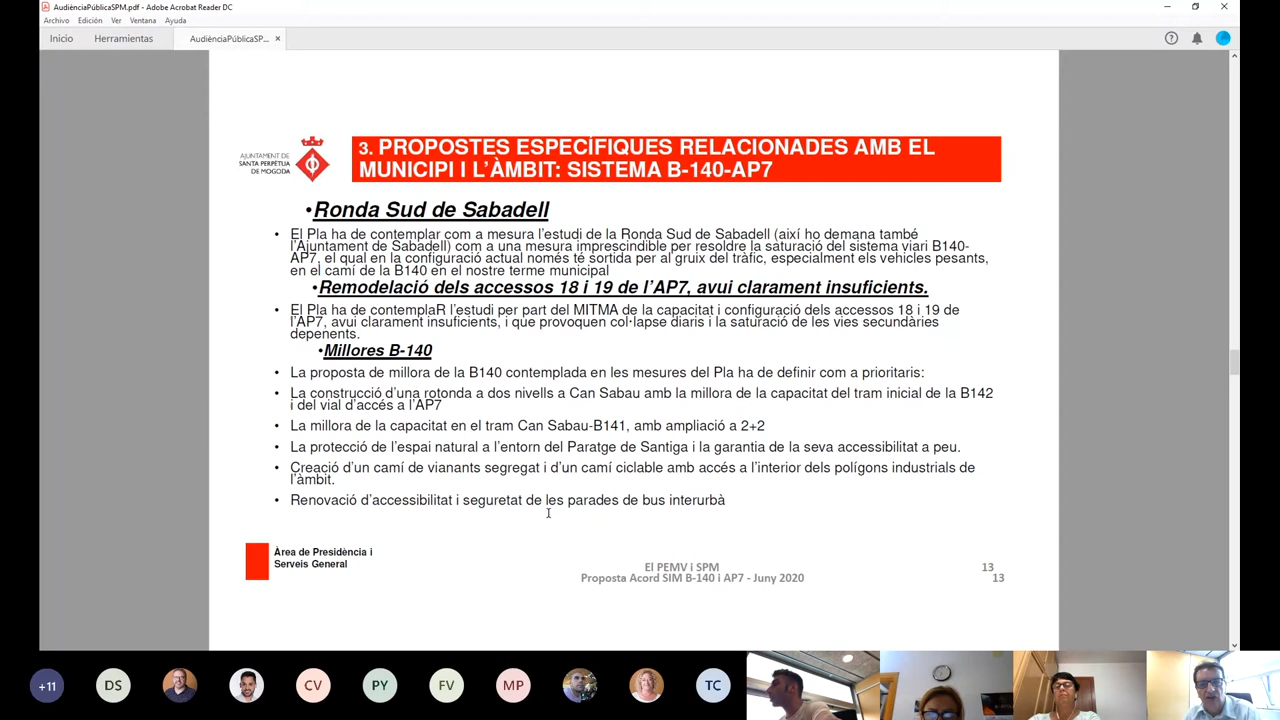 AudiènciaPúblicaSPM.pdf - Adobe Acrobat Reader DC
Archivo Edición Ver Ventana Ayuda
Inicio Herramientas AudiènciaPúblicaSP... ×
AJUNTAMENT DE
SANTA PERPÈTUA
DE MOGODA
3. PROPOSTES ESPECÍFIQUES RELACIONADES AMB EL
MUNICIPI I L'ÀMBIT: SISTEMA B-140-AP7
•Ronda Sud de Sabadell
• El Pla ha de contemplar com a mesura l'estudi de la Ronda Sud de Sabadell (així ho demana també
l'Ajuntament de Sabadell) com a una mesura imprescindible per resoldre la saturació del sistema viari B140-
AP7, el qual en la configuració actual només té sortida per al gruix del tràfic, especialment els vehicles pesants,
en el camí de la B140 en el nostre terme municipal
•Remodelació dels accessos 18 i 19 de l'AP7, avui clarament insuficients.
• El Pla ha de contemplaR l'estudi per part del MITMA de la capacitat i configuració dels accessos 18 i 19 de
l'AP7, avui clarament insuficients, i que provoquen col·lapse diaris i la saturació de les vies secundàries
depenents.
•Millores B-140
• La proposta de millora de la B140 contemplada en les mesures del Pla ha de definir com a prioritaris:
• La construcció d'una rotonda a dos nivells a Can Sabau amb la millora de la capacitat del tram inicial de la B142
i del vial d'accés a l'AP7
• La millora de la capacitat en el tram Can Sabau-B141, amb ampliació a 2+2
• La protecció de l'espai natural a l'entorn del Paratge de Santiga i la garantia de la seva accessibilitat a peu.
• Creació d'un camí de vianants segregat i d'un camí ciclable amb accés a l'interior dels polígons industrials de
l'àmbit.
• Renovació d'accessibilitat i seguretat de les parades de bus interurbà
Àrea de Presidència i
Serveis General
El PEMV i SPM 13
Proposta Acord SIM B-140 i AP7 - Juny 2020 13
+11 DS CV PY FV MP TC